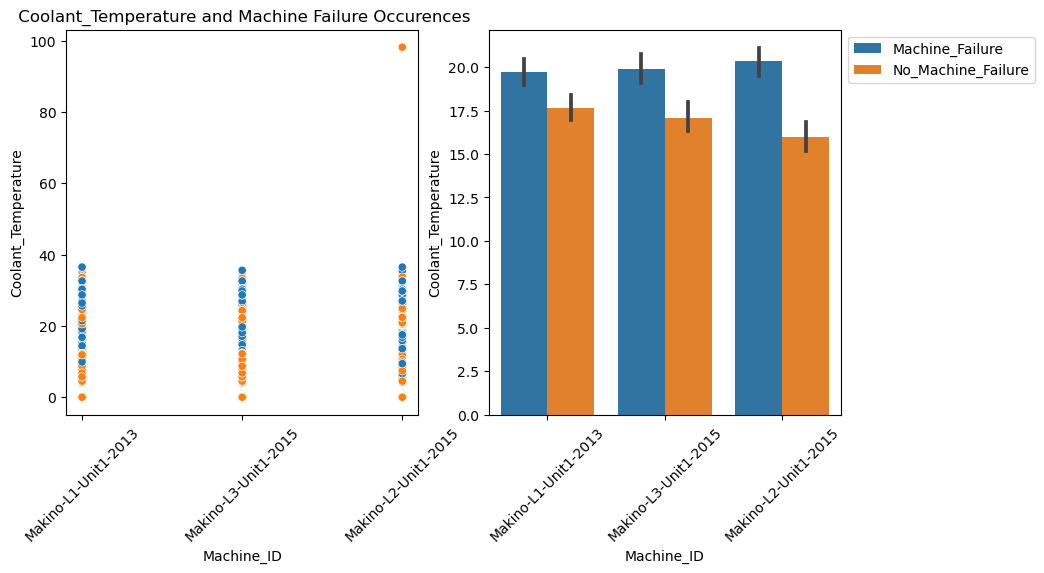 Coolant_Temperature and Machine Failure Occurences
100
80
60
40
20
0
Coolant_Temperature
Makino-L1-Unit1-2013
Makino-L3-Unit1-2015
Makino-L2-Unit1-2015
Machine_ID
20.0
17.5
15.0
12.5
10.0
7.5
5.0
2.5
0.0
Coolant_Temperature
Makino-L1-Unit1-2013
Makino-L3-Unit1-2015
Makino-L2-Unit1-2015
Machine_ID
Machine_Failure
No_Machine_Failure